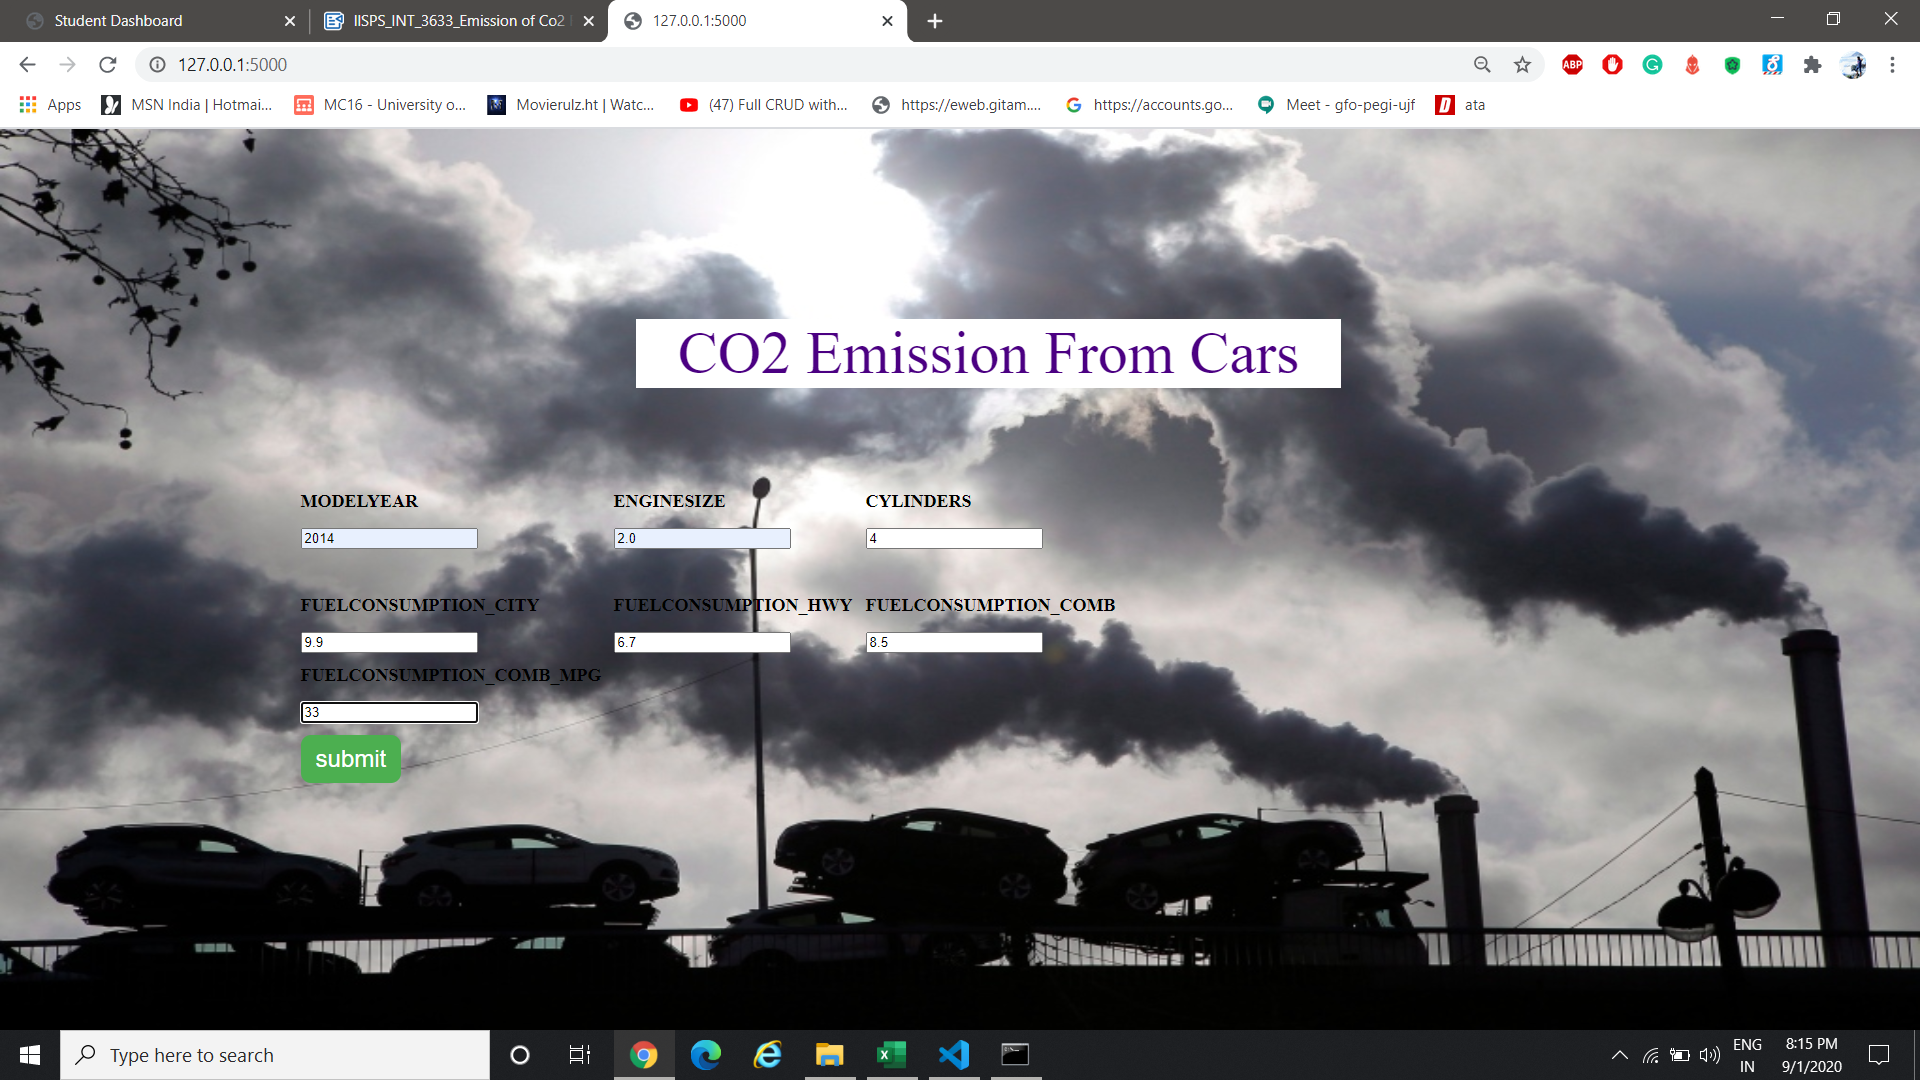 Student Dashboard
IISPS_INT_3633_Emission of Co2
127.0.0.1:5000
127.0.0.1:5000
ABP
Apps
MSN India | Hotmai...
MC16 - University o...
Movierulz.ht | Watc...
(47) Full CRUD with...
https://eweb.gitam....
https://accounts.go...
Meet - gfo-pegi-ujf
ata
CO2 Emission From Cars
MODELYEAR
ENGINESIZE
CYLINDERS
2014
2.0
4
FUELCONSUMPTION_CITY
FUELCONSUMPTION_HWY
FUELCONSUMPTION_COMB
9.9
6.7
8.5
FUELCONSUMPTION_COMB_MPG
33
submit
Type here to search
ENG
IN
8:15 PM
9/1/2020